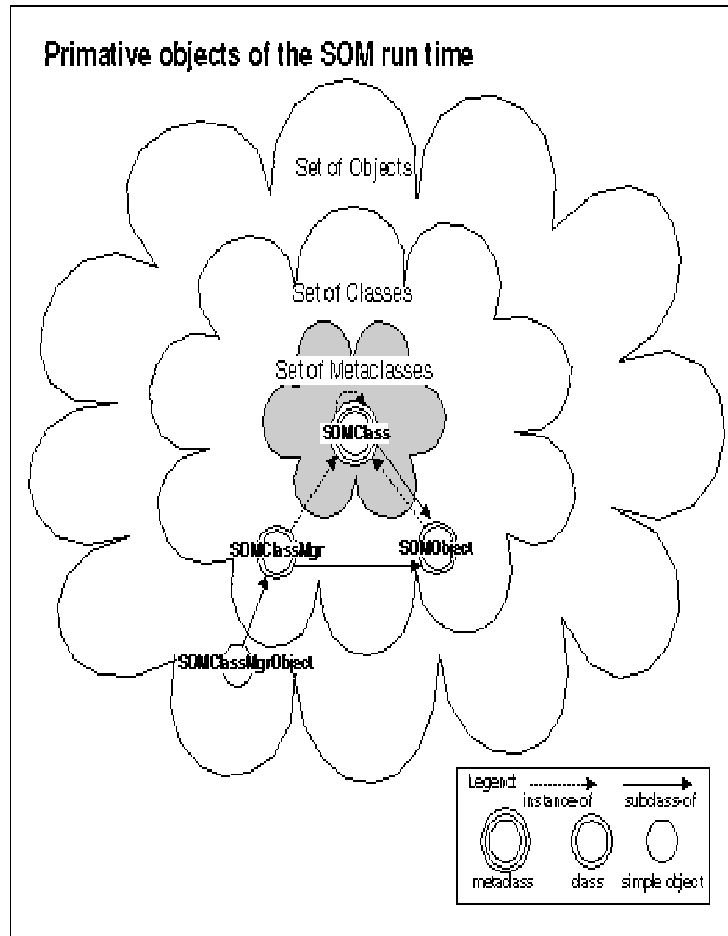 Primative objects of the SOM run time
Set of Objects
Set of Classes
Set of Metaclasses
SOMClass
SOMClassMgr
SOMObject
SOMClassMgrObject
Legend:
instance-of
subclass-of
metaclass
class
simple object